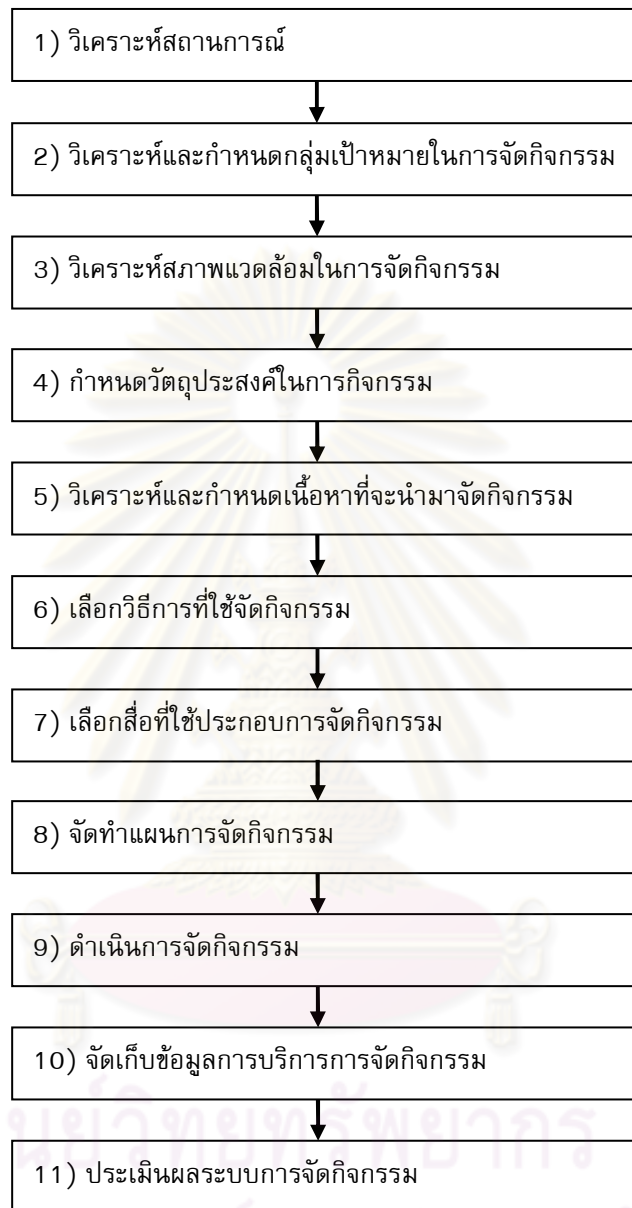 1) วิเคราะห์สถานการณ์
2) วิเคราะห์และกำหนดกลุ่มเป้าหมายในการจัดกิจกรรม
3) วิเคราะห์สภาพแวดล้อมในการจัดกิจกรรม
4) กำหนดวัตถุประสงค์ในการกิจกรรม
5) วิเคราะห์และกำหนดเนื้อหาที่จะนำมาจัดกิจกรรม
6) เลือกวิธีการที่ใช้จัดกิจกรรม
7) เลือกสื่อที่ใช้ประกอบการจัดกิจกรรม
8) จัดทำแผนการจัดกิจกรรม
9) ดำเนินการจัดกิจกรรม
10) จัดเก็บข้อมูลการบริการการจัดกิจกรรม
นย์วิทยทรัพยากร
11) ประเมินผลระบบการจัดกิจกรรม